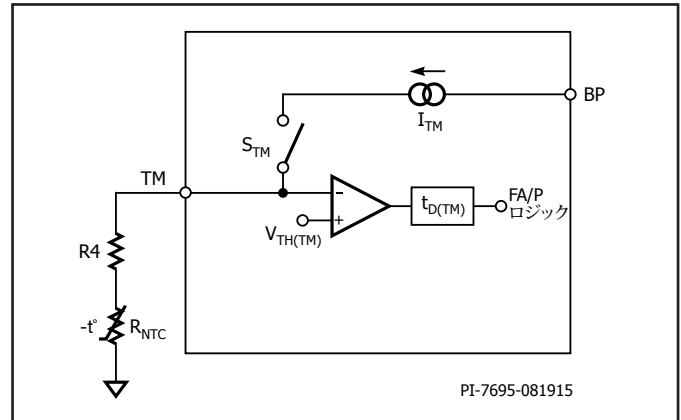 BP
I_TM
S_TM
TM
-
+
V_TH(TM)
t_D(TM)
FA/P
ロジック
R4
-t°
R_NTC
PI-7695-081915